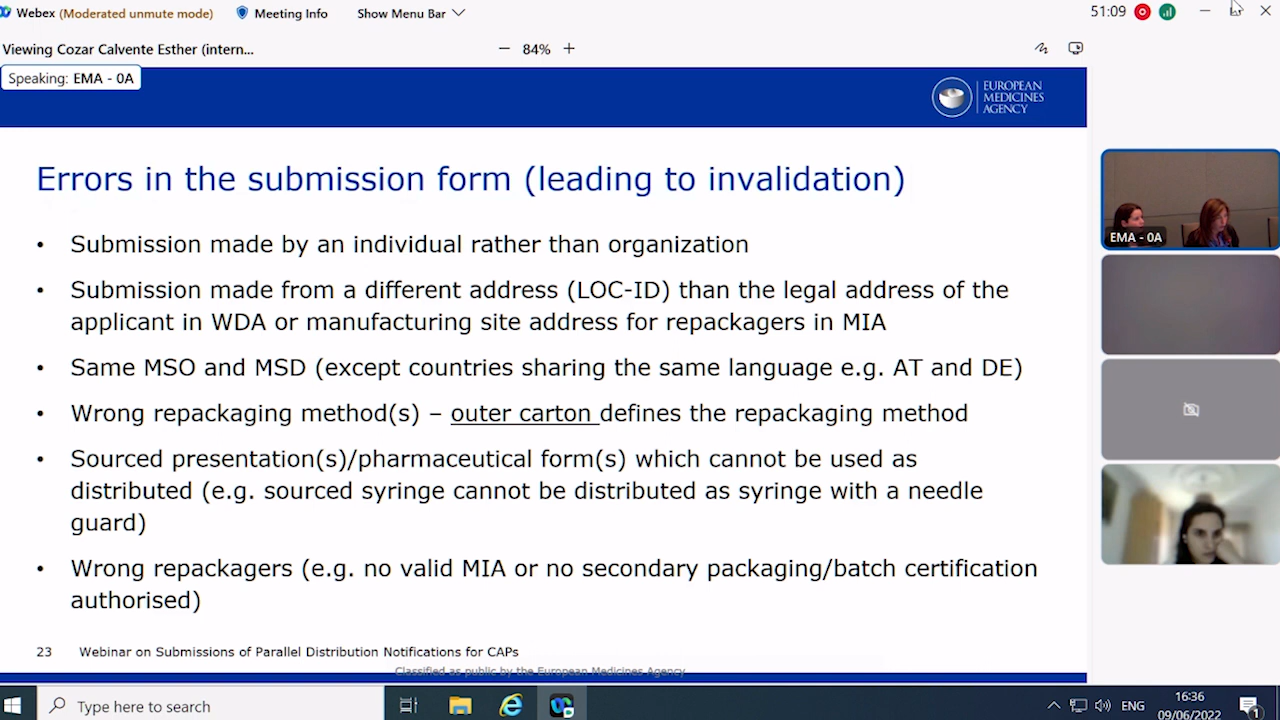 Webex (Moderated unmute mode) Meeting Info Show Menu Bar 51:09
Viewing Cozar Calvente Esther (intern... 84%
Speaking: EMA - 0A
EUROPEAN
MEDICINES
AGENCY
Errors in the submission form (leading to invalidation)
• Submission made by an individual rather than organization
• Submission made from a different address (LOC-ID) than the legal address of the
applicant in WDA or manufacturing site address for repackagers in MIA
• Same MSO and MSD (except countries sharing the same language e.g. AT and DE)
• Wrong repackaging method(s) – outer carton defines the repackaging method
• Sourced presentation(s)/pharmaceutical form(s) which cannot be used as
distributed (e.g. sourced syringe cannot be distributed as syringe with a needle
guard)
• Wrong repackagers (e.g. no valid MIA or no secondary packaging/batch certification
authorised)
23 Webinar on Submissions of Parallel Distribution Notifications for CAPs
Classified as public by the European Medicines Agency
EMA - 0A
Type here to search
ENG
16:36
09/06/2022
1